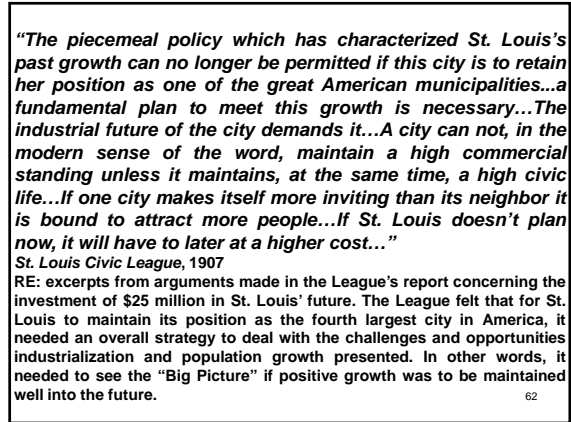 “The piecemeal policy which has characterized St. Louis’s
past growth can no longer be permitted if this city is to retain
her position as one of the great American municipalities...a
fundamental plan to meet this growth is necessary…The
industrial future of the city demands it…A city can not, in the
modern sense of the word, maintain a high commercial
standing unless it maintains, at the same time, a high civic
life…If one city makes itself more inviting than its neighbor it
is bound to attract more people…If St. Louis doesn’t plan
now, it will have to later at a higher cost…”
St. Louis Civic League, 1907
RE: excerpts from arguments made in the League’s report concerning the
investment of $25 million in St. Louis’ future. The League felt that for St.
Louis to maintain its position as the fourth largest city in America, it
needed an overall strategy to deal with the challenges and opportunities
industrialization and population growth presented. In other words, it
needed to see the “Big Picture” if positive growth was to be maintained
well into the future.
62